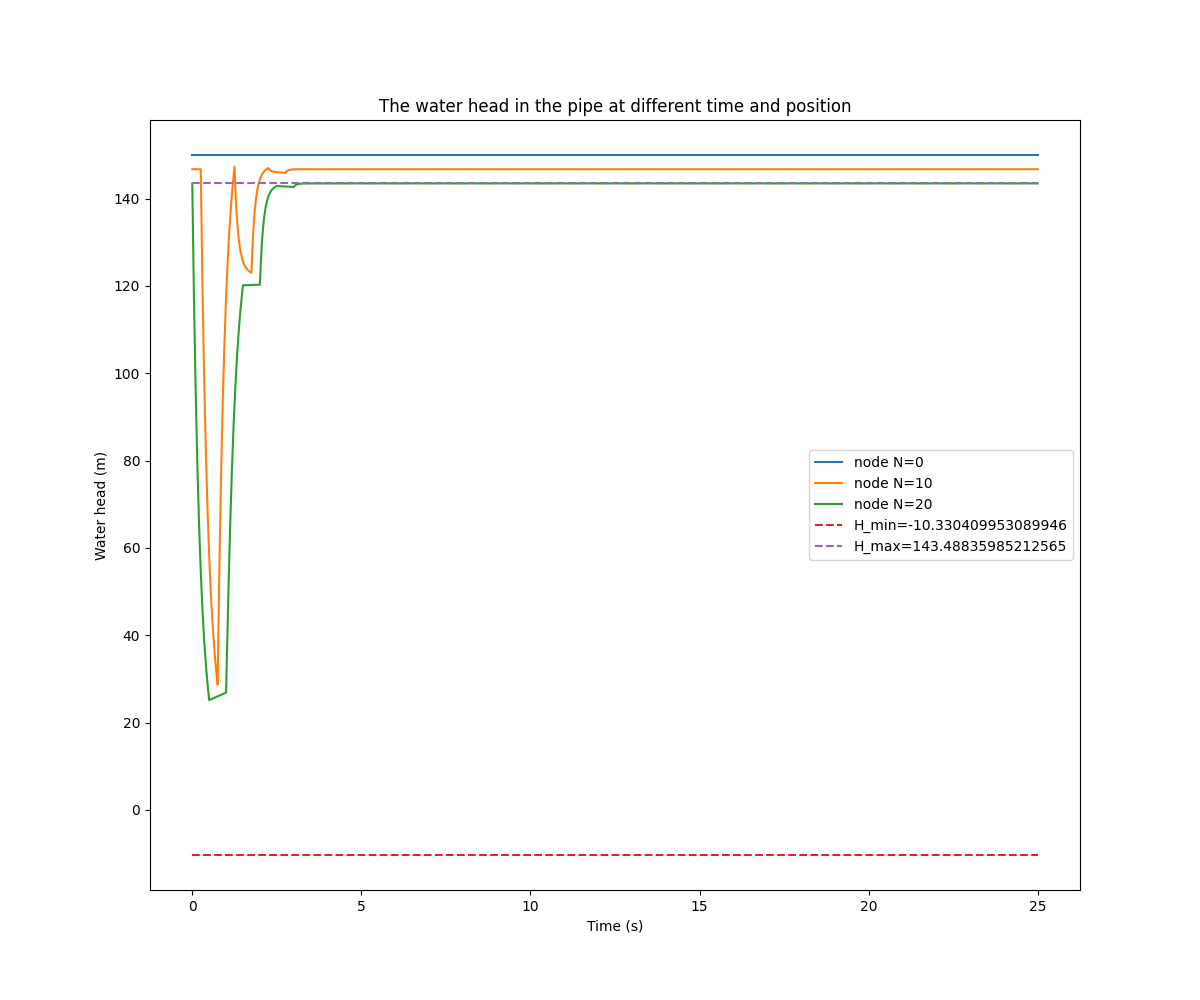 The water head in the pipe at different time and position
Water head (m)
140
120
100
80
60
40
20
0
node N=0
node N=10
node N=20
H_min=-10.330409953089946
H_max=143.48835985212565
0 5 10 15 20 25
Time (s)